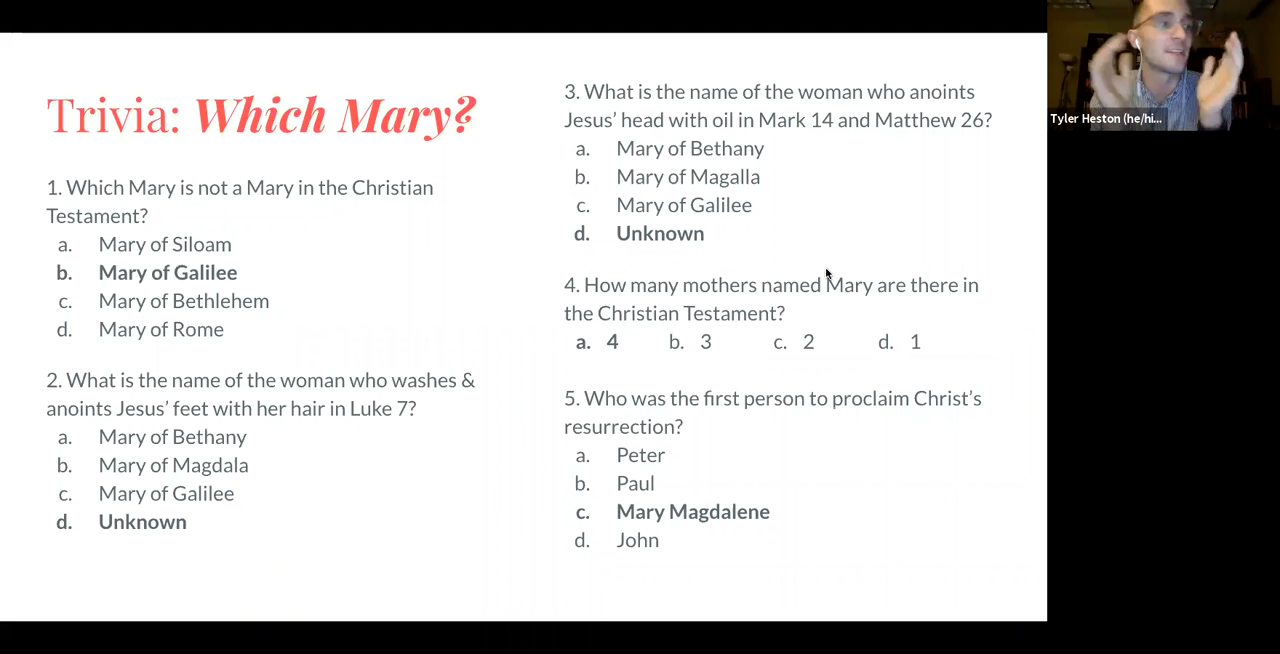 Trivia: Which Mary?
1. Which Mary is not a Mary in the Christian
Testament?
a. Mary of Siloam
b. Mary of Galilee
c. Mary of Bethlehem
d. Mary of Rome
2. What is the name of the woman who washes &
anoints Jesus’ feet with her hair in Luke 7?
a. Mary of Bethany
b. Mary of Magdala
c. Mary of Galilee
d. Unknown
3. What is the name of the woman who anoints
Jesus’ head with oil in Mark 14 and Matthew 26?
a. Mary of Bethany
b. Mary of Magalla
c. Mary of Galilee
d. Unknown
4. How many mothers named Mary are there in
the Christian Testament?
a. 4 b. 3 c. 2 d. 1
5. Who was the first person to proclaim Christ’s
resurrection?
a. Peter
b. Paul
c. Mary Magdalene
d. John
Tyler Heston (he/hi...